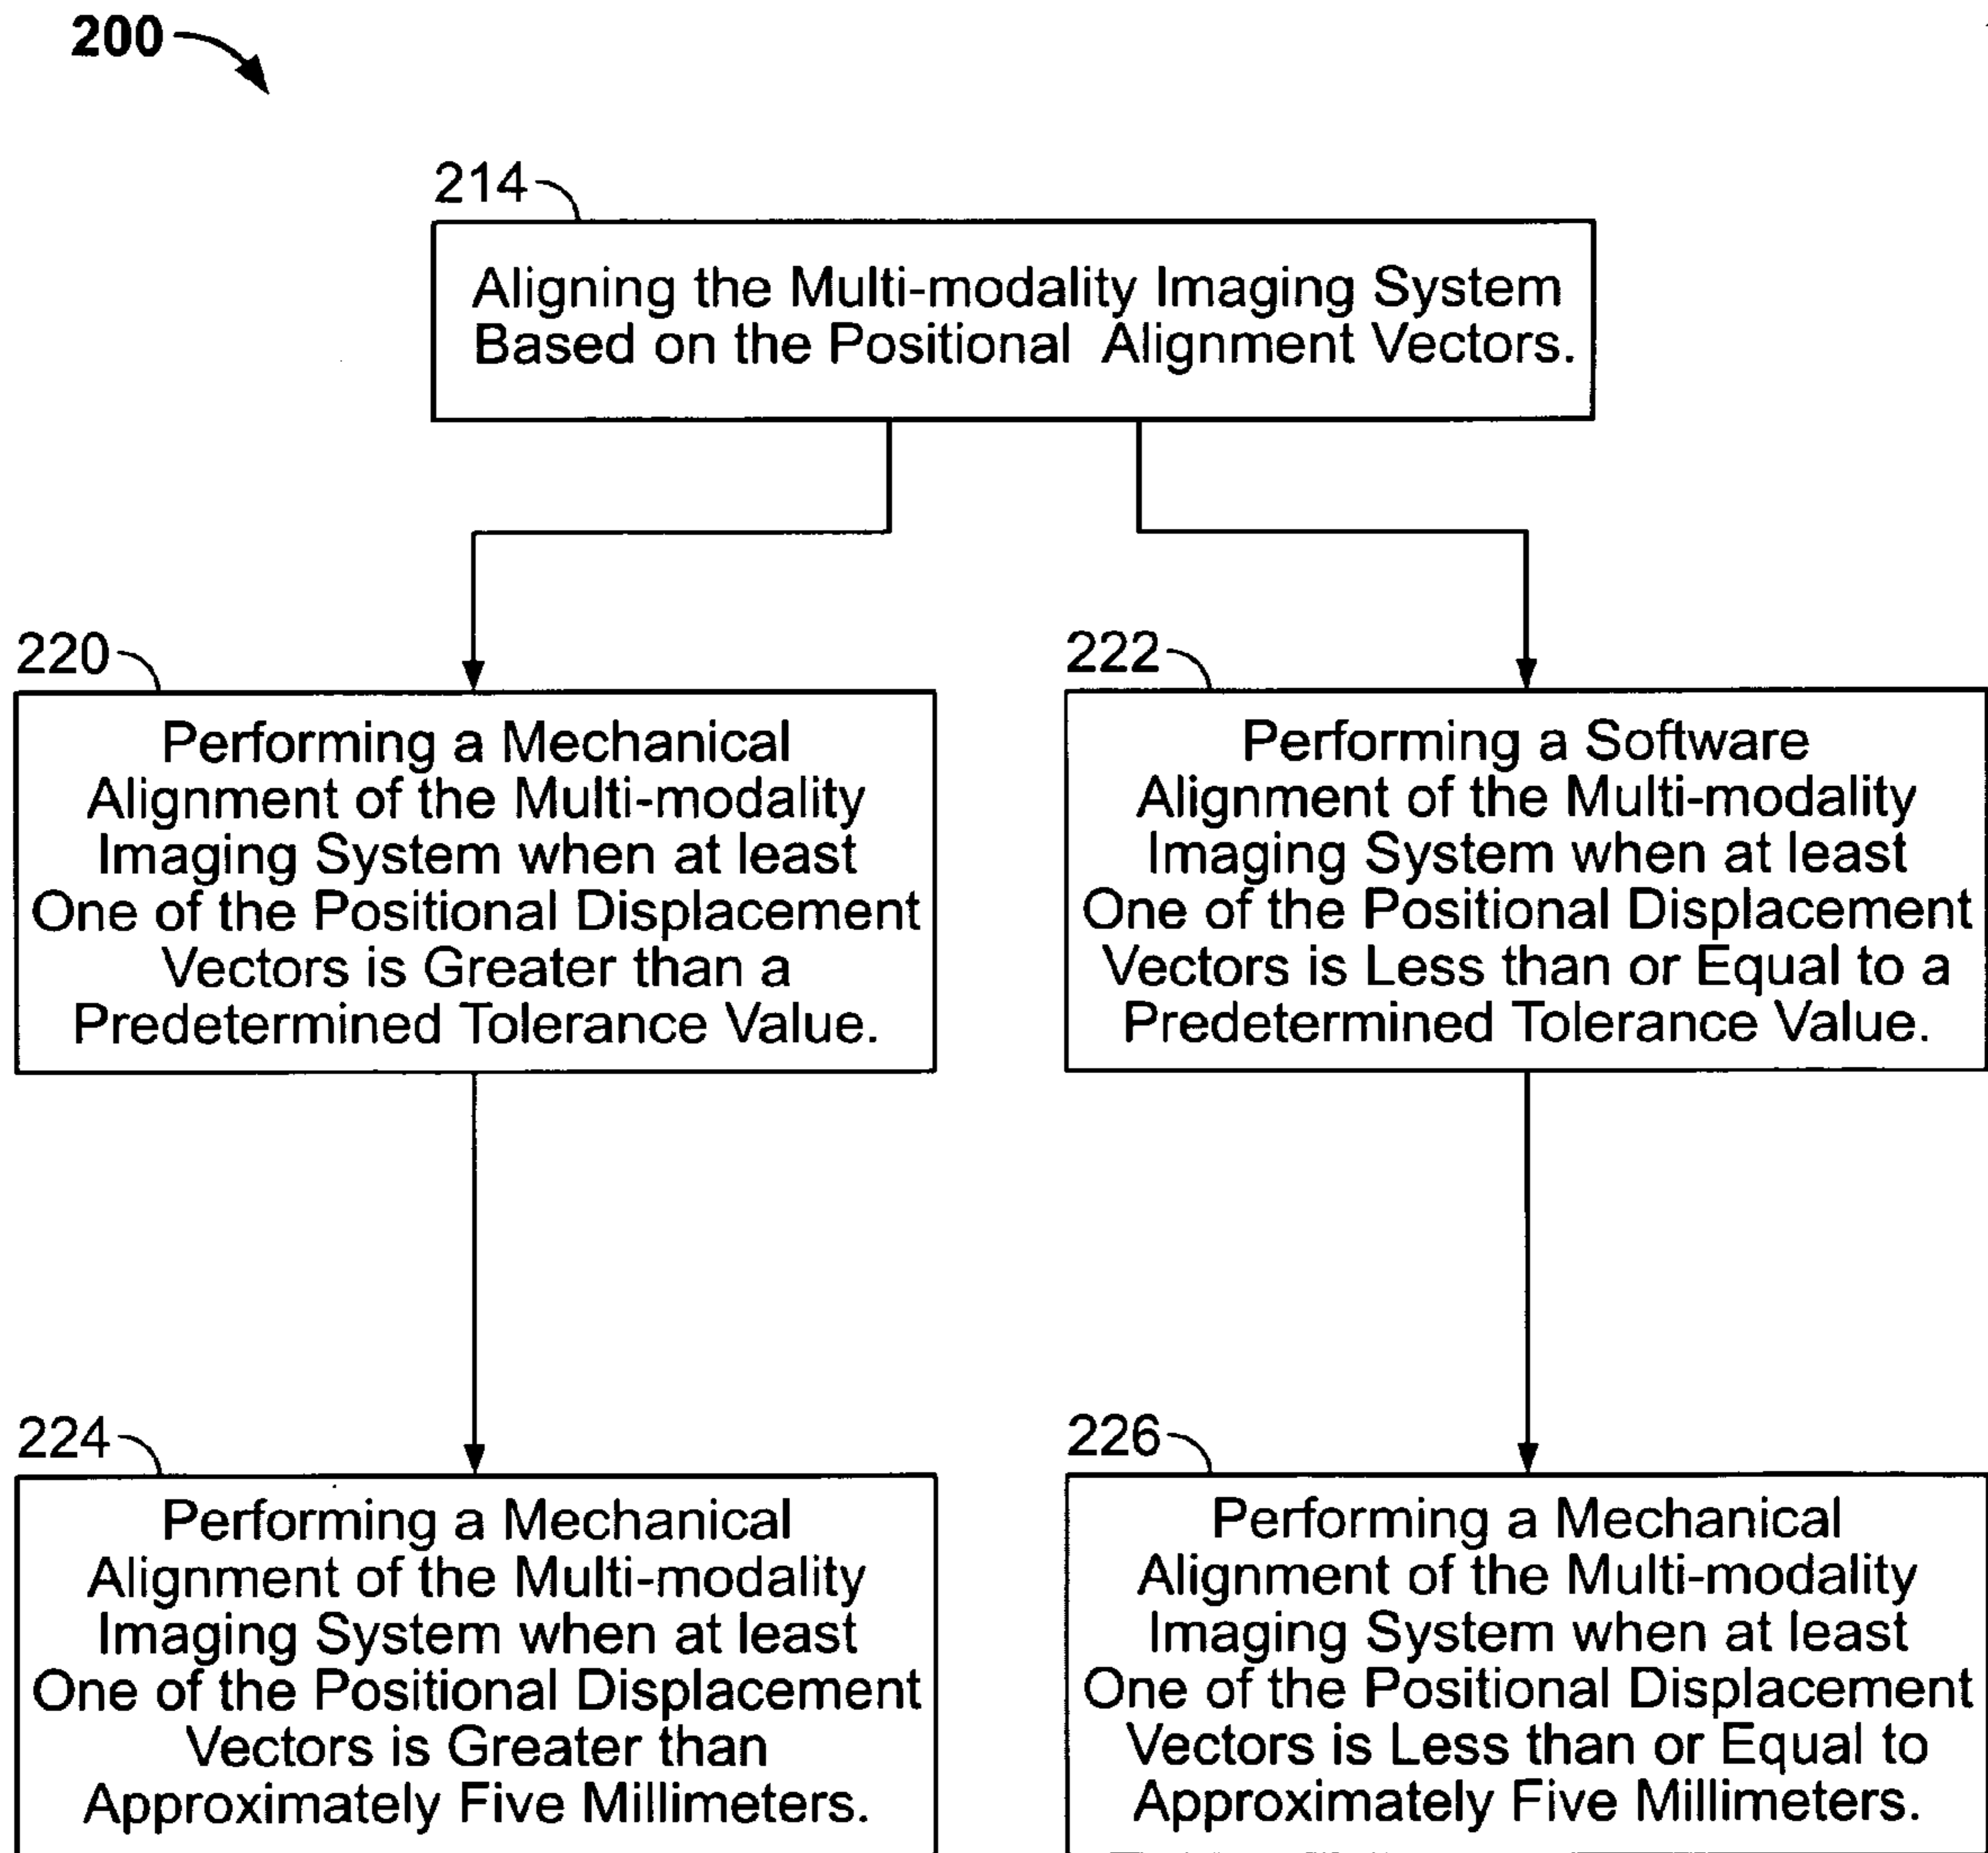 200
214
Aligning the Multi-modality Imaging System
Based on the Positional Alignment Vectors.
220
Performing a Mechanical
Alignment of the Multi-modality
Imaging System when at least
One of the Positional Displacement
Vectors is Greater than a
Predetermined Tolerance Value.
222
Performing a Software
Alignment of the Multi-modality
Imaging System when at least
One of the Positional Displacement
Vectors is Less than or Equal to a
Predetermined Tolerance Value.
224
Performing a Mechanical
Alignment of the Multi-modality
Imaging System when at least
One of the Positional Displacement
Vectors is Greater than
Approximately Five Millimeters.
226
Performing a Mechanical
Alignment of the Multi-modality
Imaging System when at least
One of the Positional Displacement
Vectors is Less than or Equal to
Approximately Five Millimeters.